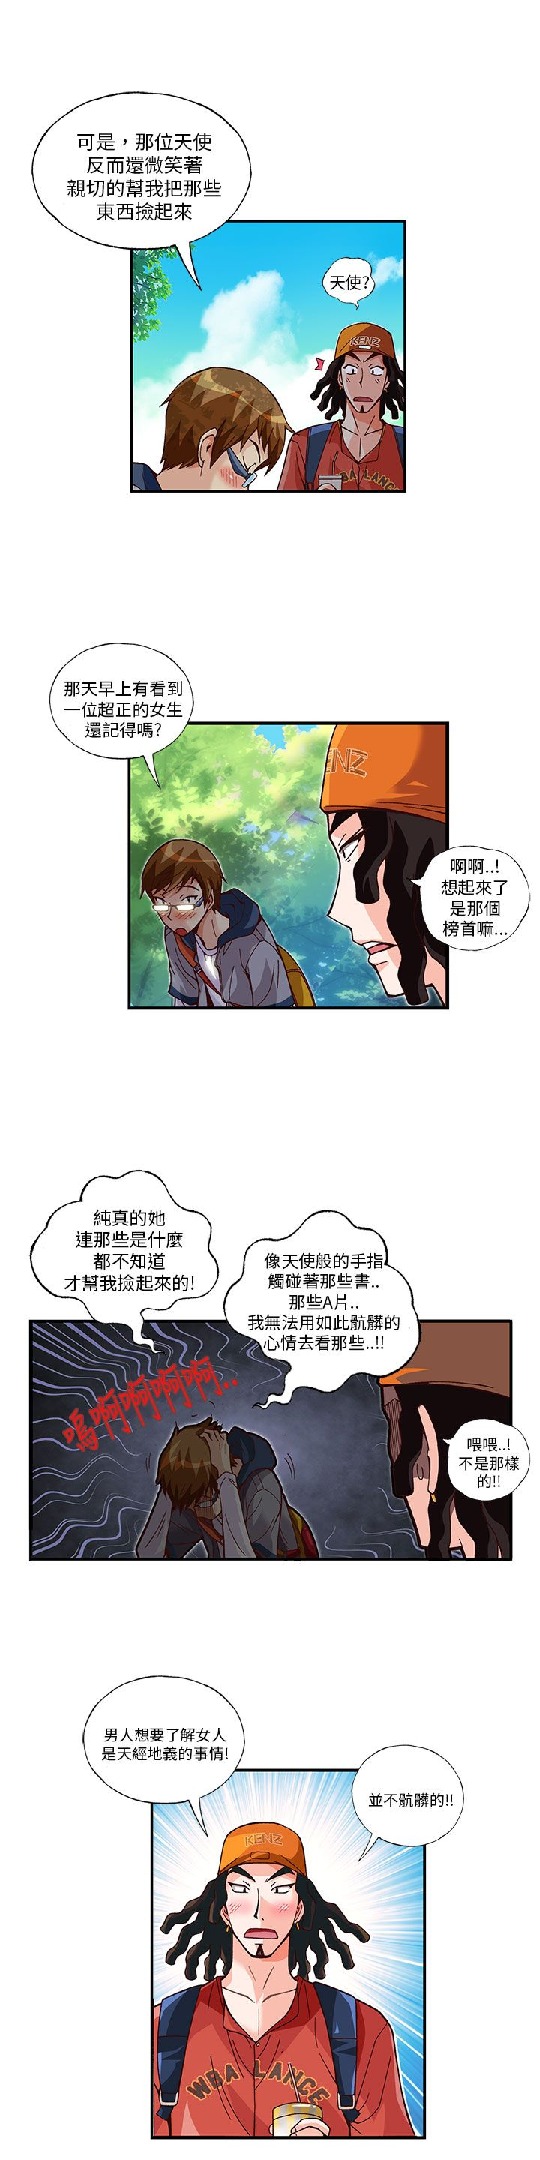 可是，那位天使
反而還微笑著
親切的幫我把那些
東西撿起來
天使?
KENZ
WBA LANCE
那天早上有看到
一位超正的女生
還記得嗎?
KENZ
啊啊..!
想起來了
是那個
榜首嘛...
純真的她
連那些是什麼
都不知道
才幫我撿起來的!
像天使般的手指
觸碰著那些書..
那些A片..
我無法用如此骯髒的
心情去看那些..!!
嗚啊啊啊啊..
喂喂..!
不是那樣
的!!
男人想要了解女人
是天經地義的事情!
並不骯髒的!!
KENZ
WBA LANCE